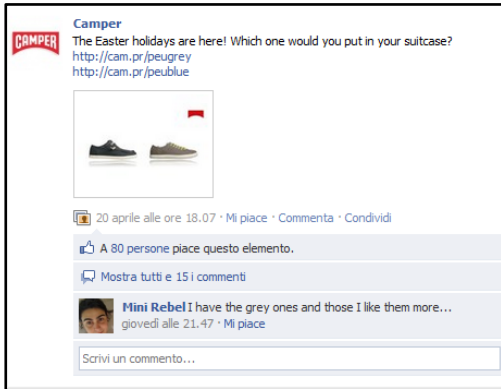 CAMPER
Camper
The Easter holidays are here! Which one would you put in your suitcase?
http://cam.pr/peugrey
http://cam.pr/peublue
20 aprile alle ore 18.07 · Mi piace · Commenta · Condividi
A 80 persone piace questo elemento.
Mostra tutti e 15 i commenti
Mini Rebel I have the grey ones and those I like them more...
giovedì alle 21.47 · Mi piace
Scrivi un commento...